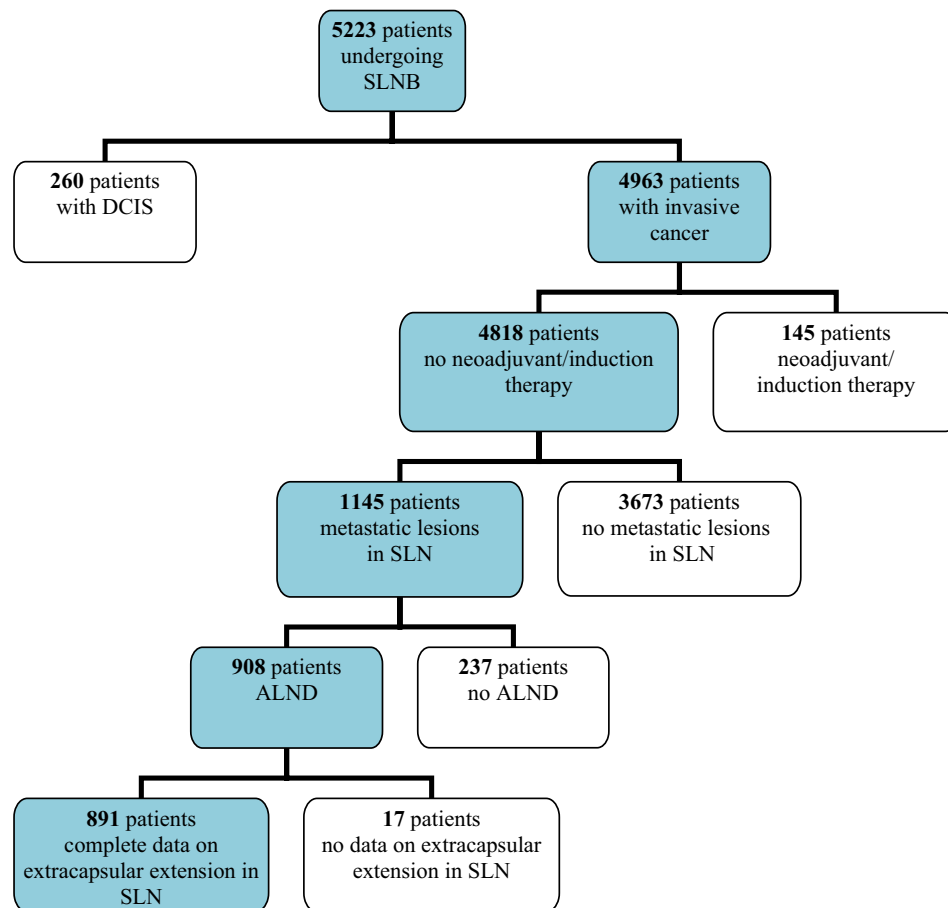 5223 patients
undergoing
SLNB
260 patients
with DCIS
4963 patients
with invasive
cancer
4818 patients
no neoadjuvant/induction
therapy
145 patients
neoadjuvant/
induction therapy
1145 patients
metastatic lesions
in SLN
3673 patients
no metastatic lesions
in SLN
908 patients
ALND
237 patients
no ALND
891 patients
complete data on
extracapsular extension in
SLN
17 patients
no data on extracapsular
extension in SLN